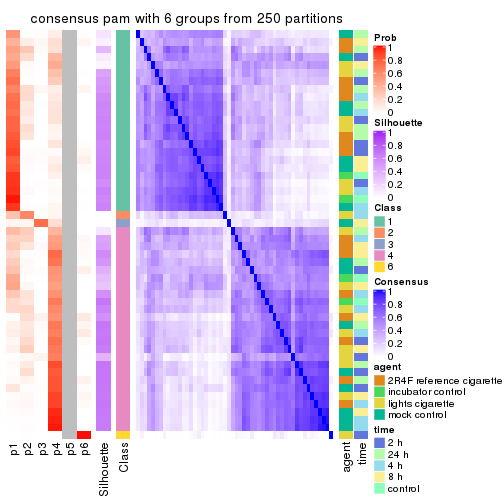 consensus pam with 6 groups from 250 partitions
Prob
1
0.8
0.6
0.4
0.2
0
Silhouette
1
0.8
0.6
0.4
0.2
0
Class
1
2
3
4
6
Consensus
1
0.8
0.6
0.4
0.2
0
agent
2R4F reference cigarette
incubator control
lights cigarette
mock control
time
2 h
24 h
4 h
8 h
control
p1
p2
p3
p4
p5
p6
Silhouette
Class
agent
time